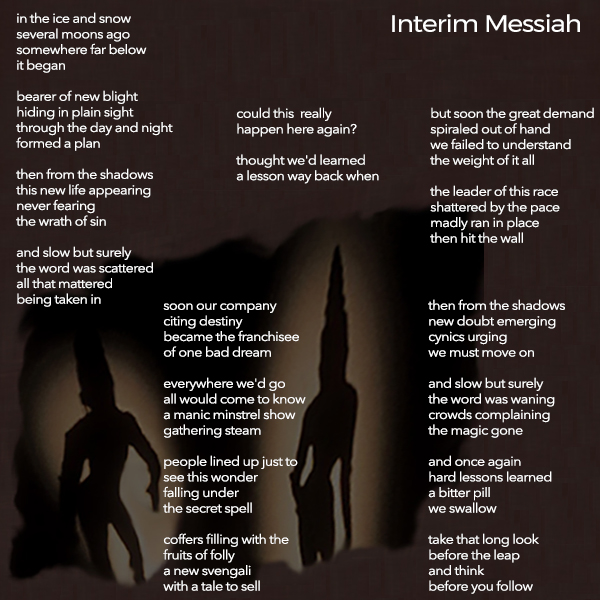 Interim Messiah
in the ice and snow
several moons ago
somewhere far below
it began
bearer of new blight
hiding in plain sight
through the day and night
formed a plan
then from the shadows
this new life appearing
never fearing
the wrath of sin
and slow but surely
the word was scattered
all that mattered
being taken in
could this really
happen here again?
thought we'd learned
a lesson way back when
soon our company
citing destiny
became the franchisee
of one bad dream
everywhere we'd go
all would come to know
a manic minstrel show
gathering steam
people lined up just to
see this wonder
falling under
the secret spell
coffers filling with the
fruits of folly
a new svengali
with a tale to sell
but soon the great demand
spiraled out of hand
we failed to understand
the weight of it all
the leader of this race
shattered by the pace
madly ran in place
then hit the wall
then from the shadows
new doubt emerging
cynics urging
we must move on
and slow but surely
the word was waning
crowds complaining
the magic gone
and once again
hard lessons learned
a bitter pill
we swallow
take that long look
before the leap
and think
before you follow